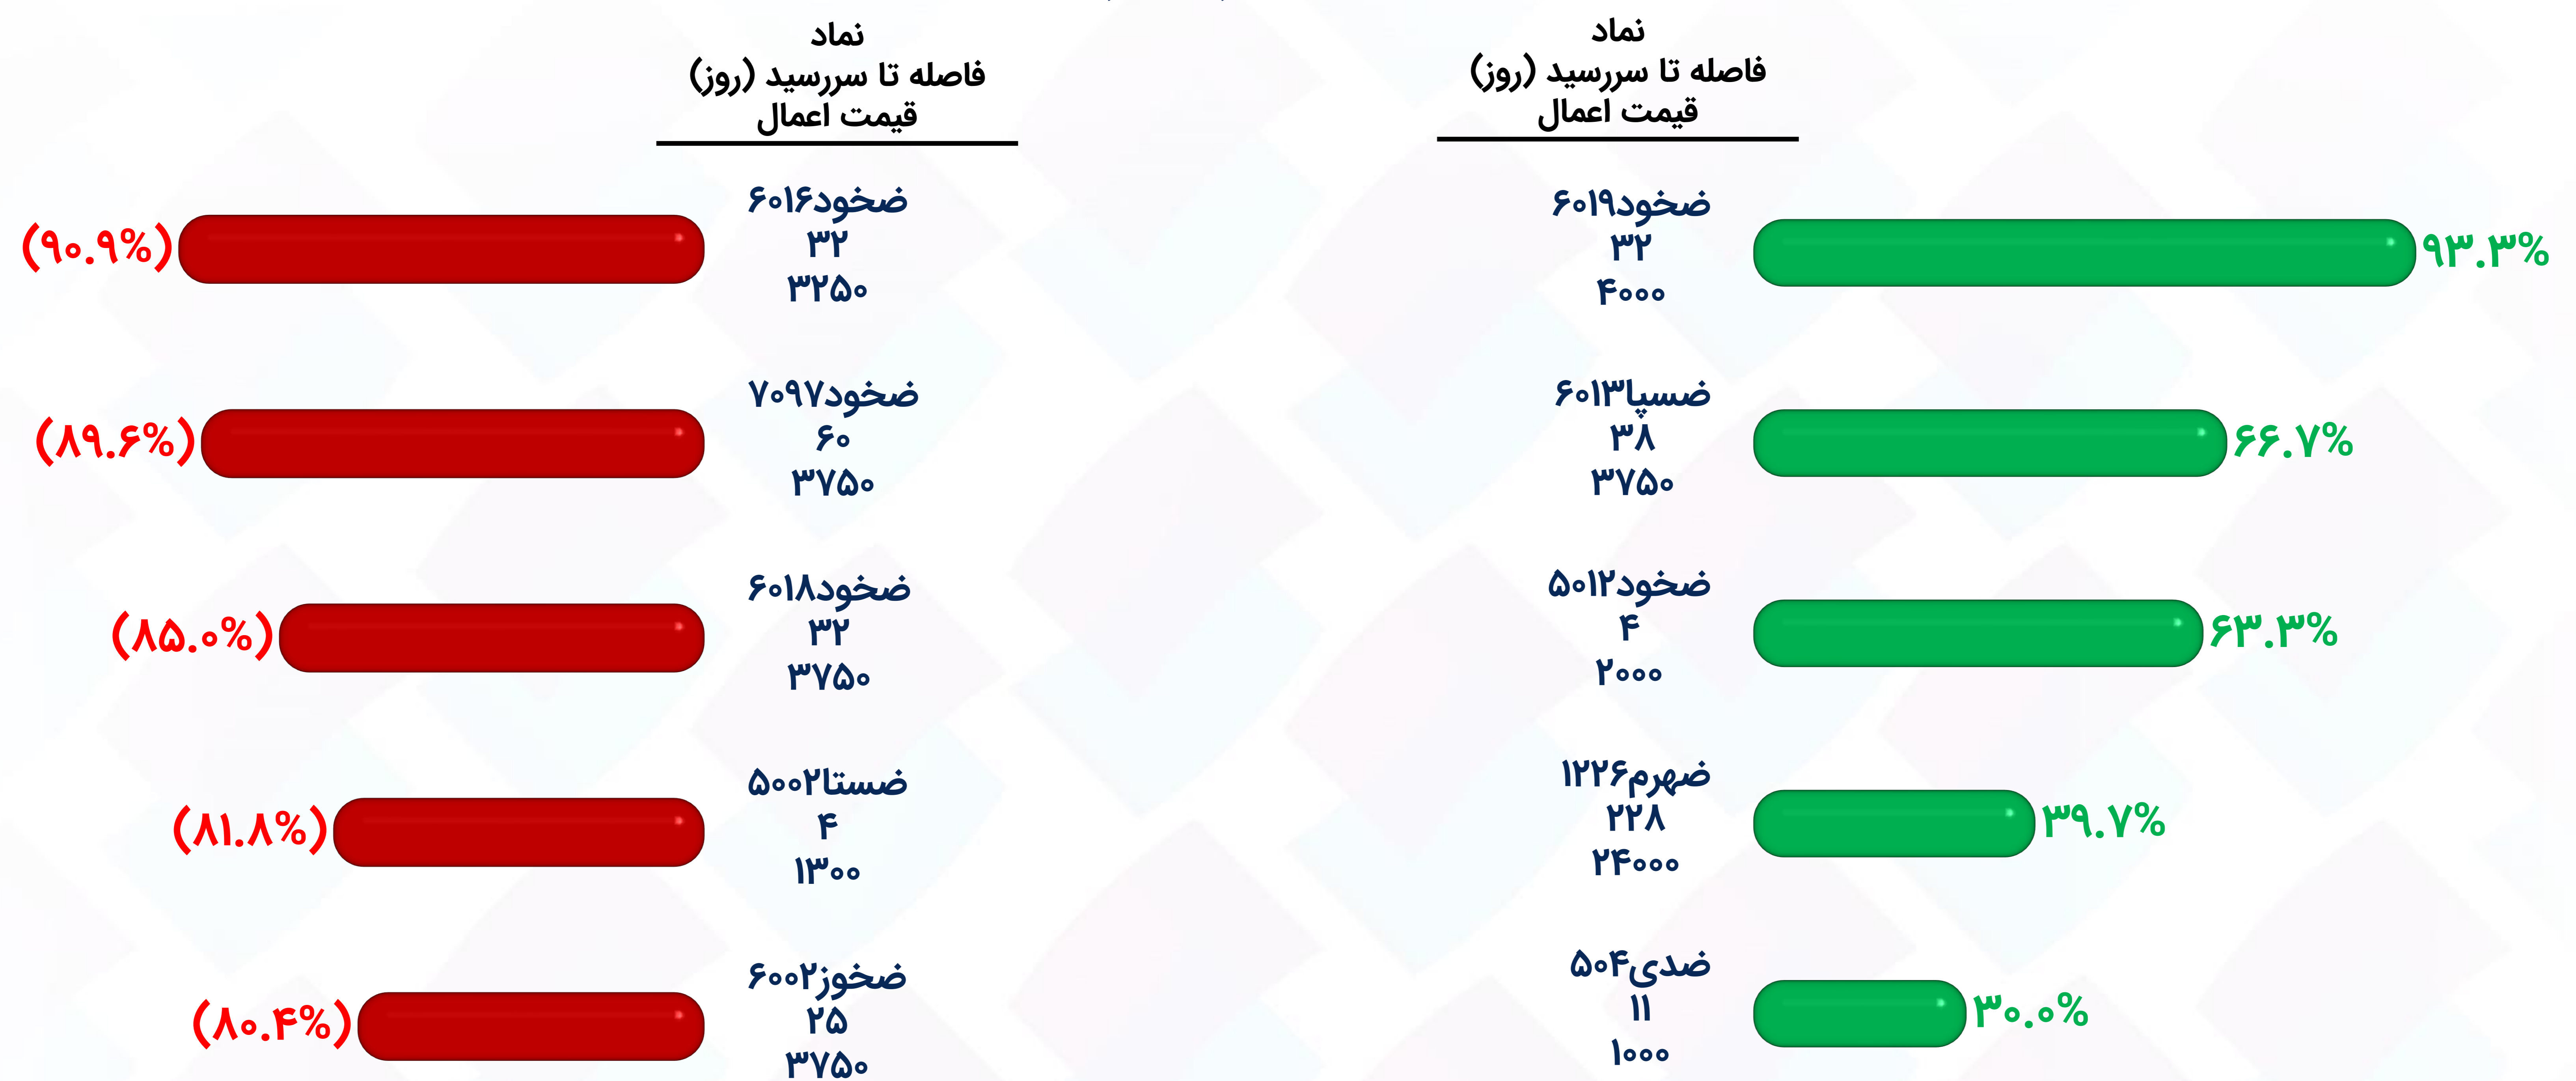 نماد
فاصله تا سررسید (روز)
قیمت اعمال
ضخود۶۰۱۹
۳۲
۴۰۰۰
۹۳.۳%
ضسپا۶۰۱۳
۳۸
۳۷۵۰
۶۶.۷%
ضخود۵۰۱۲
۴
۲۰۰۰
۶۳.۳%
ضهرم۱۲۲۶
۲۲۸
۲۴۰۰۰
۳۹.۷%
ضدی۵۰۴
۱۱
۱۰۰۰
۳۰.۰%
نماد
فاصله تا سررسید (روز)
قیمت اعمال
ضخود۶۰۱۶
۳۲
۳۲۵۰
(۹۰.۹%)
ضخود۷۰۹۷
۶۰
۳۷۵۰
(۸۹.۶%)
ضخود۶۰۱۸
۳۲
۳۷۵۰
(۸۵.۰%)
ضستا۵۰۰۲
۴
۱۳۰۰
(۸۱.۸%)
ضخوز۶۰۰۲
۲۵
۳۷۵۰
(۸۰.۴%)